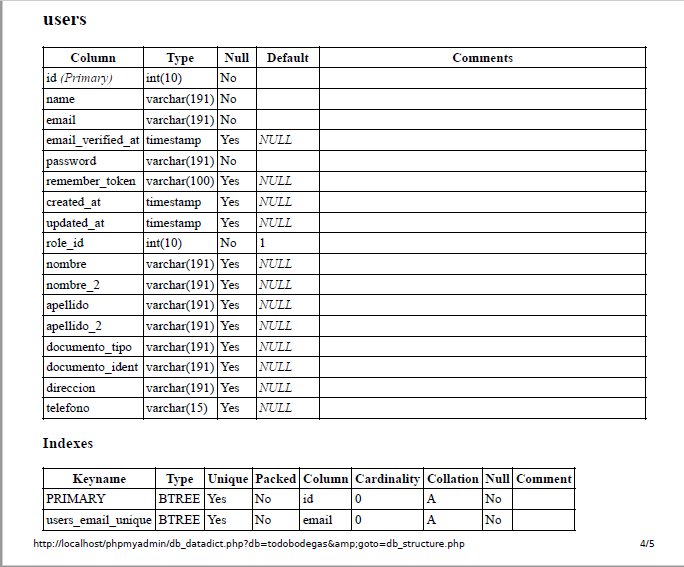 users
Column Type Null Default Comments
id (Primary) int(10) No
name varchar(191) No
email varchar(191) No
email_verified_at timestamp Yes NULL
password varchar(191) No
remember_token varchar(100) Yes NULL
created_at timestamp Yes NULL
updated_at timestamp Yes NULL
role_id int(10) No 1
nombre varchar(191) Yes NULL
nombre_2 varchar(191) Yes NULL
apellido varchar(191) Yes NULL
apellido_2 varchar(191) Yes NULL
documento_tipo varchar(191) Yes NULL
documento_ident varchar(191) Yes NULL
direccion varchar(191) Yes NULL
telefono varchar(15) Yes NULL
Indexes
Keyname Type Unique Packed Column Cardinality Collation Null Comment
PRIMARY BTREE Yes No id 0 A No
users_email_unique BTREE Yes No email 0 A No
http://localhost/phpmyadmin/db_datadict.php?db=todobodegas&amp;goto=db_structure.php 4/5